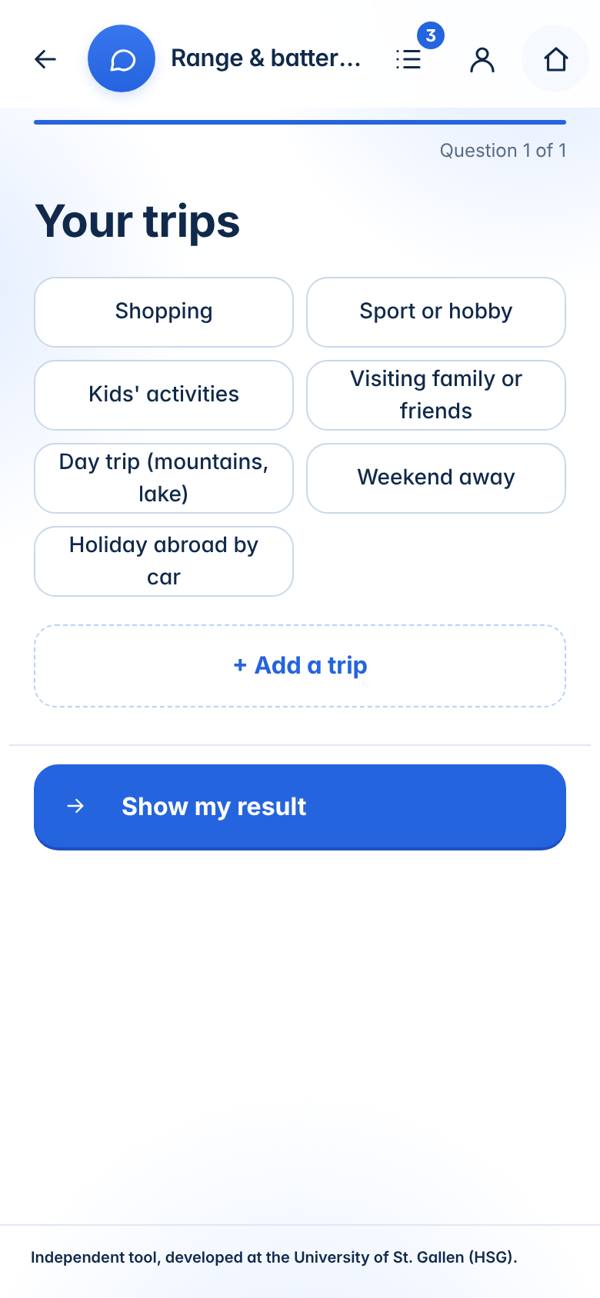 Range & batter...
3
Question 1 of 1
Your trips
Shopping
Sport or hobby
Kids' activities
Visiting family or
friends
Day trip (mountains,
lake)
Weekend away
Holiday abroad by
car
+ Add a trip
Show my result
Independent tool, developed at the University of St. Gallen (HSG).